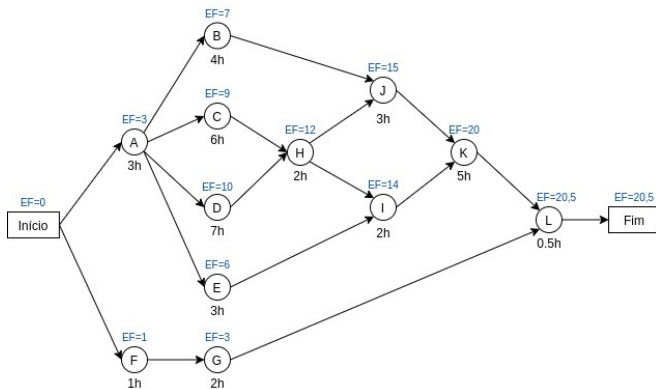 EF=7
B
4h
EF=9
C
6h
EF=15
J
3h
EF=3
A
3h
EF=12
H
2h
EF=20
K
5h
EF=10
D
7h
EF=14
I
2h
EF=0
Início
EF=20,5
L
0.5h
EF=20,5
Fim
EF=6
E
3h
EF=1
F
1h
EF=3
G
2h